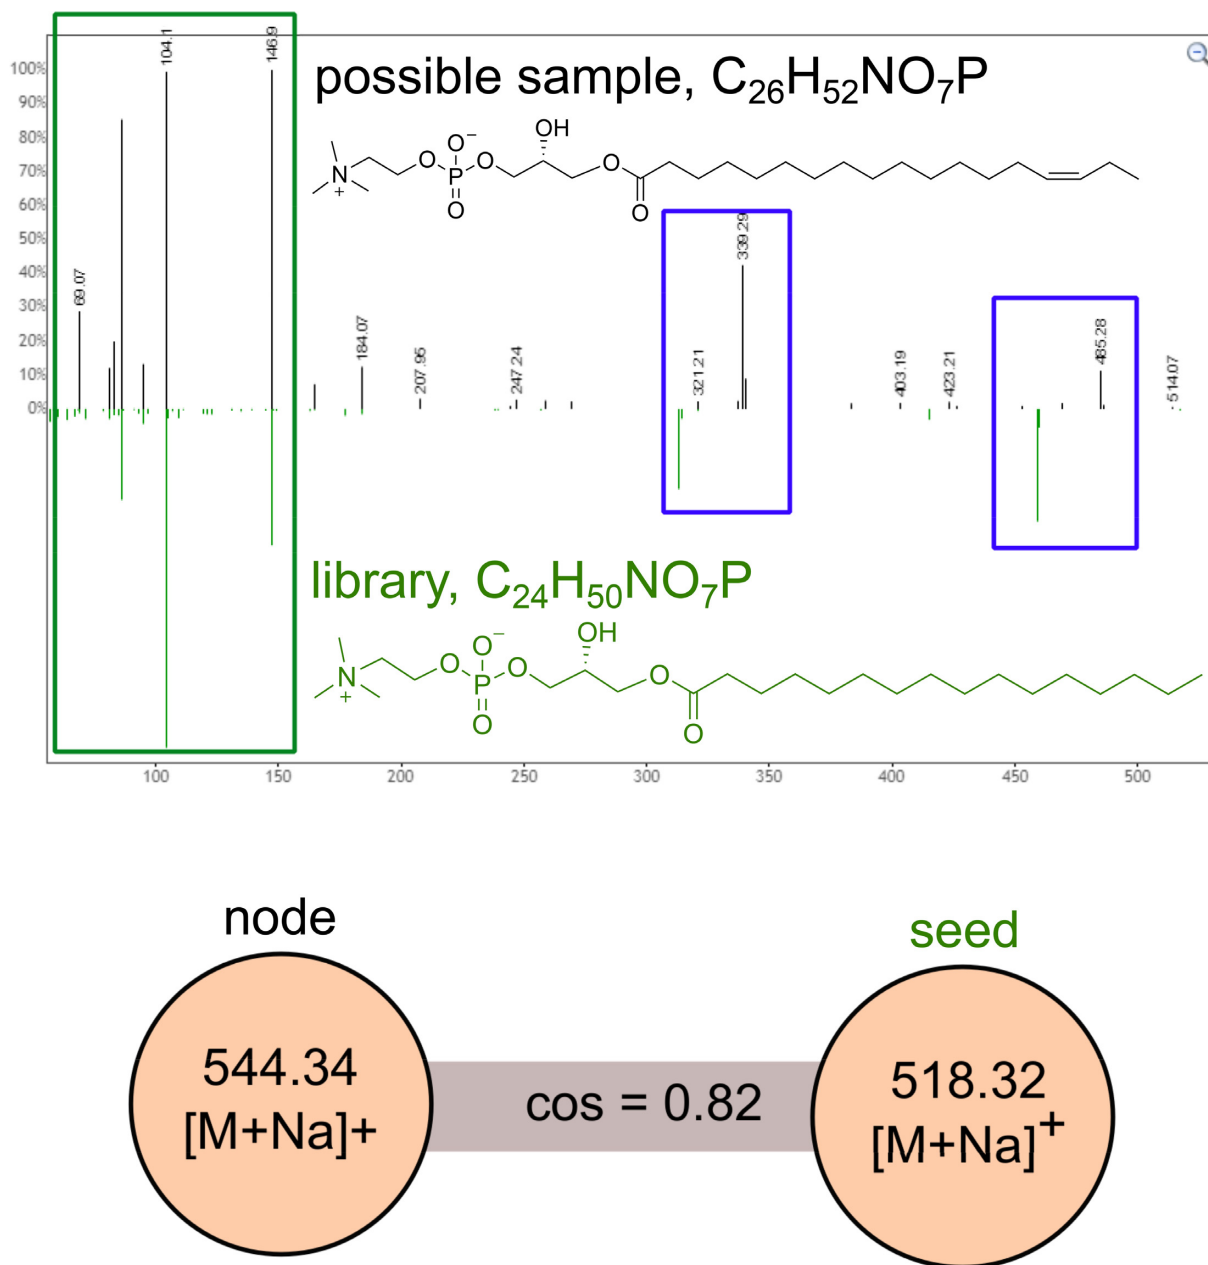 possible sample, C26H52NO7P
100%
90%
80%
70%
60%
50%
40%
30%
20%
10%
0%
69.07
104.1
146.9
184.07
207.95
247.24
321.21
339.29
403.19
423.21
485.28
514.07
OH
O−
N
+
O
P
O
O
O
O
library, C24H50NO7P
OH
O−
N
+
O
P
O
O
O
O
100
150
200
250
300
350
400
450
500
node
seed
544.34
[M+Na]+
cos = 0.82
518.32
[M+Na]+